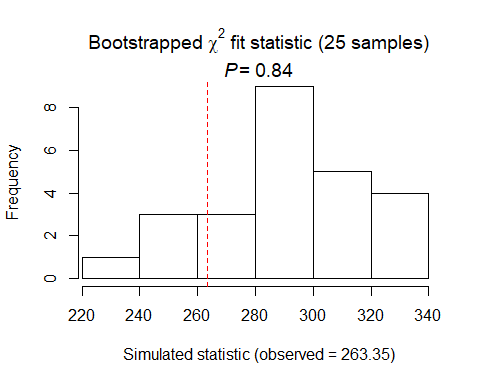 Bootstrapped χ² fit statistic (25 samples)
P = 0.84
Frequency
8
6
4
2
0
220 240 260 280 300 320 340
Simulated statistic (observed = 263.35)